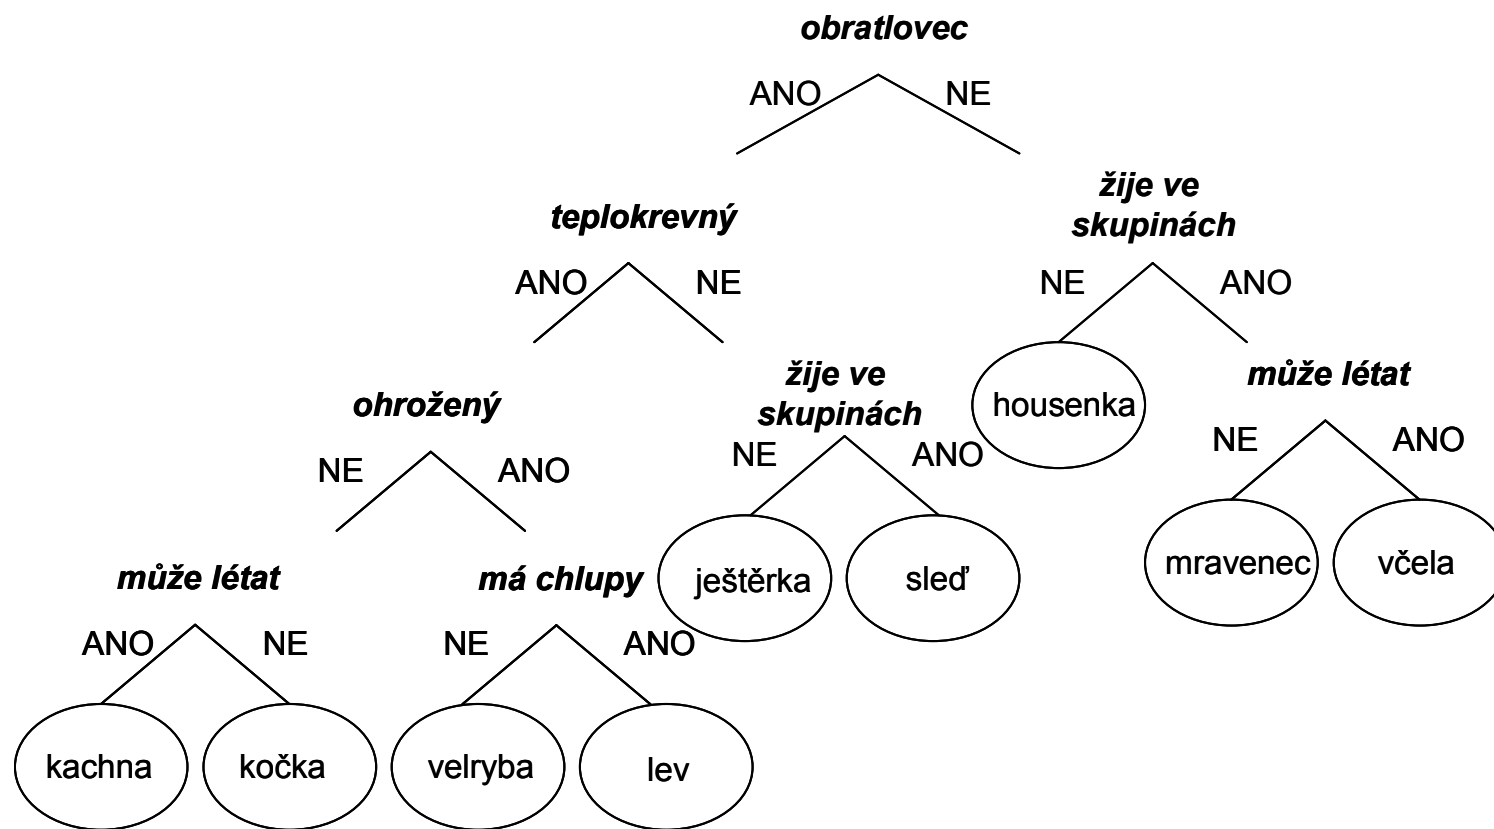 obratlovec
ANO NE
teplokrevný
žije ve
skupinách
ANO NE
NE ANO
ohrožený
žije ve
skupinách
housenka
může létat
NE ANO
NE ANO
NE ANO
může létat
má chlupy
ještěrka
sleď
mravenec
včela
ANO NE
NE ANO
kachna
kočka
velryba
lev